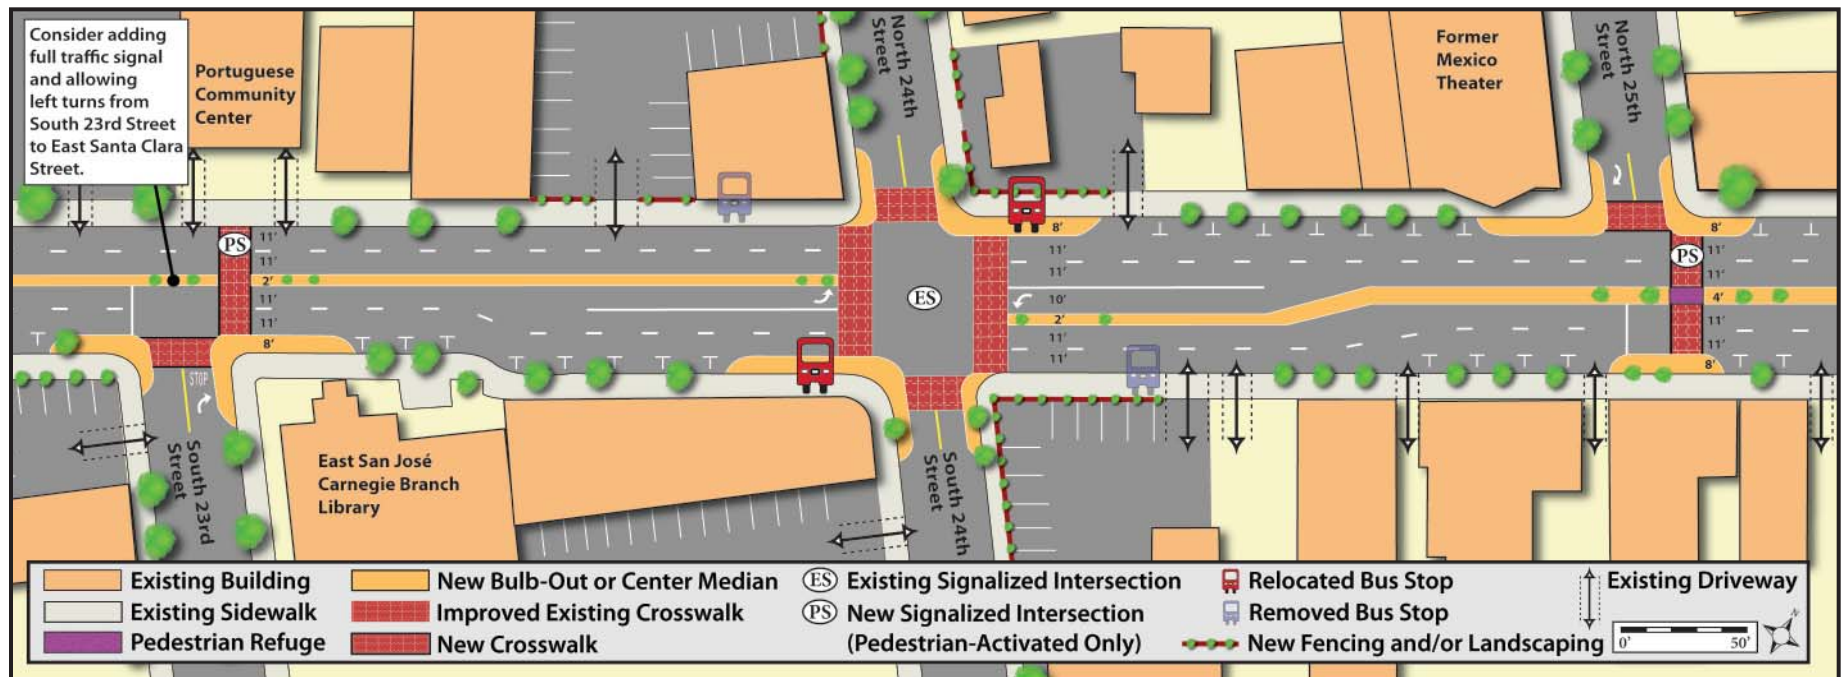 Consider adding
full traffic signal
and allowing
left turns from
South 23rd Street
to East Santa Clara
Street.
Portuguese
Community
Center
North 24th
Street
Former
Mexico
Theater
North 25th
Street
PS
11'
11'
2'
11'
11'
8'
ES
8'
11'
11'
10'
2'
11'
11'
PS
8'
11'
11'
4'
11'
11'
8'
STOP
South 23rd
Street
East San José
Carnegie Branch
Library
South 24th
Street
Existing Building
Existing Sidewalk
Pedestrian Refuge
New Bulb-Out or Center Median
Improved Existing Crosswalk
New Crosswalk
ES Existing Signalized Intersection
PS New Signalized Intersection
(Pedestrian-Activated Only)
Relocated Bus Stop
Removed Bus Stop
New Fencing and/or Landscaping
Existing Driveway
0' 50'
N